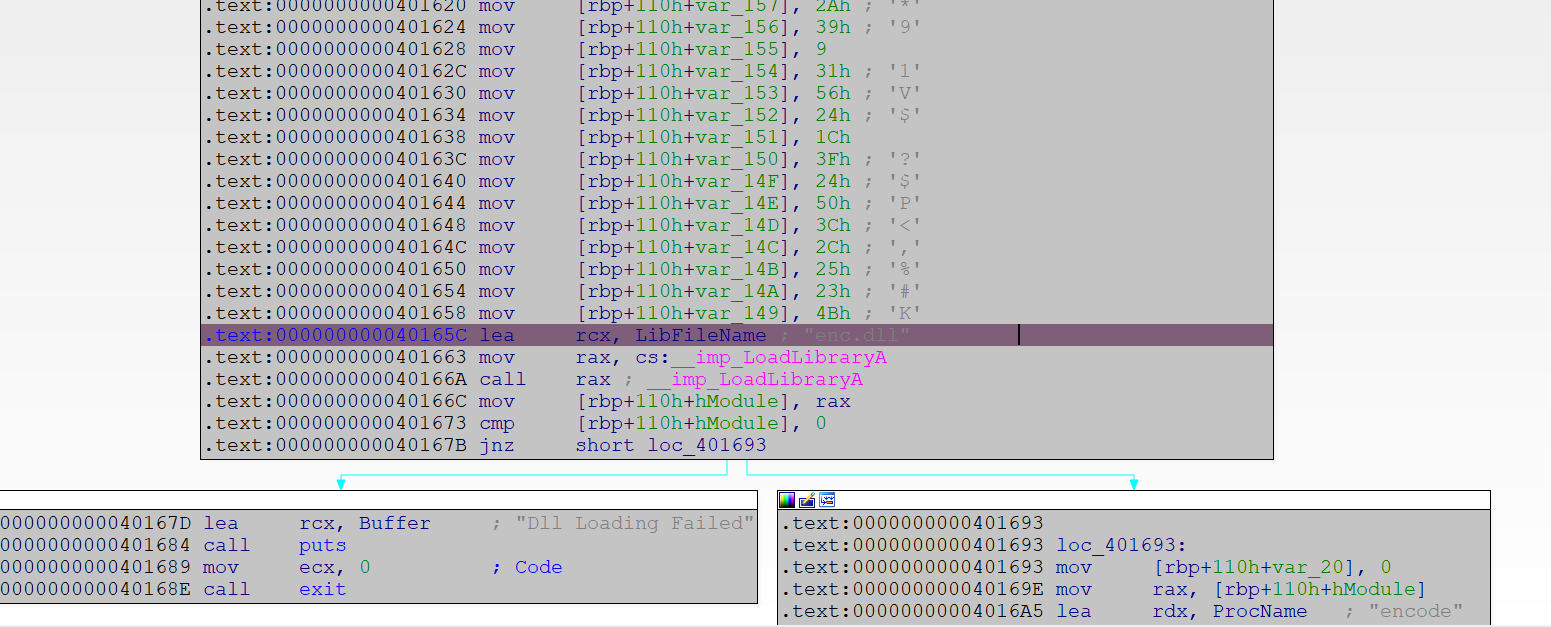 .text:0000000000401620 mov [rbp+110h+var_157], 2Ah ; '*'
.text:0000000000401624 mov [rbp+110h+var_156], 39h ; '9'
.text:0000000000401628 mov [rbp+110h+var_155], 9
.text:000000000040162C mov [rbp+110h+var_154], 31h ; '1'
.text:0000000000401630 mov [rbp+110h+var_153], 56h ; 'V'
.text:0000000000401634 mov [rbp+110h+var_152], 24h ; '$'
.text:0000000000401638 mov [rbp+110h+var_151], 1Ch
.text:000000000040163C mov [rbp+110h+var_150], 3Fh ; '?'
.text:0000000000401640 mov [rbp+110h+var_14F], 24h ; '$'
.text:0000000000401644 mov [rbp+110h+var_14E], 50h ; 'P'
.text:0000000000401648 mov [rbp+110h+var_14D], 3Ch ; '<'
.text:000000000040164C mov [rbp+110h+var_14C], 2Ch ; ','
.text:0000000000401650 mov [rbp+110h+var_14B], 25h ; '%'
.text:0000000000401654 mov [rbp+110h+var_14A], 23h ; '#'
.text:0000000000401658 mov [rbp+110h+var_149], 4Bh ; 'K'
.text:000000000040165C lea rcx, LibFileName ; "enc.dll"
.text:0000000000401663 mov rax, cs:__imp_LoadLibraryA
.text:000000000040166A call rax ; __imp_LoadLibraryA
.text:000000000040166C mov [rbp+110h+hModule], rax
.text:0000000000401673 cmp [rbp+110h+hModule], 0
.text:000000000040167B jnz short loc_401693
000000000040167D lea rcx, Buffer ; "Dll Loading Failed"
0000000000401684 call puts
0000000000401689 mov ecx, 0 ; Code
000000000040168E call exit
.text:0000000000401693
.text:0000000000401693 loc_401693:
.text:0000000000401693 mov [rbp+110h+var_20], 0
.text:000000000040169E mov rax, [rbp+110h+hModule]
.text:00000000004016A5 lea rdx, ProcName ; "encode"